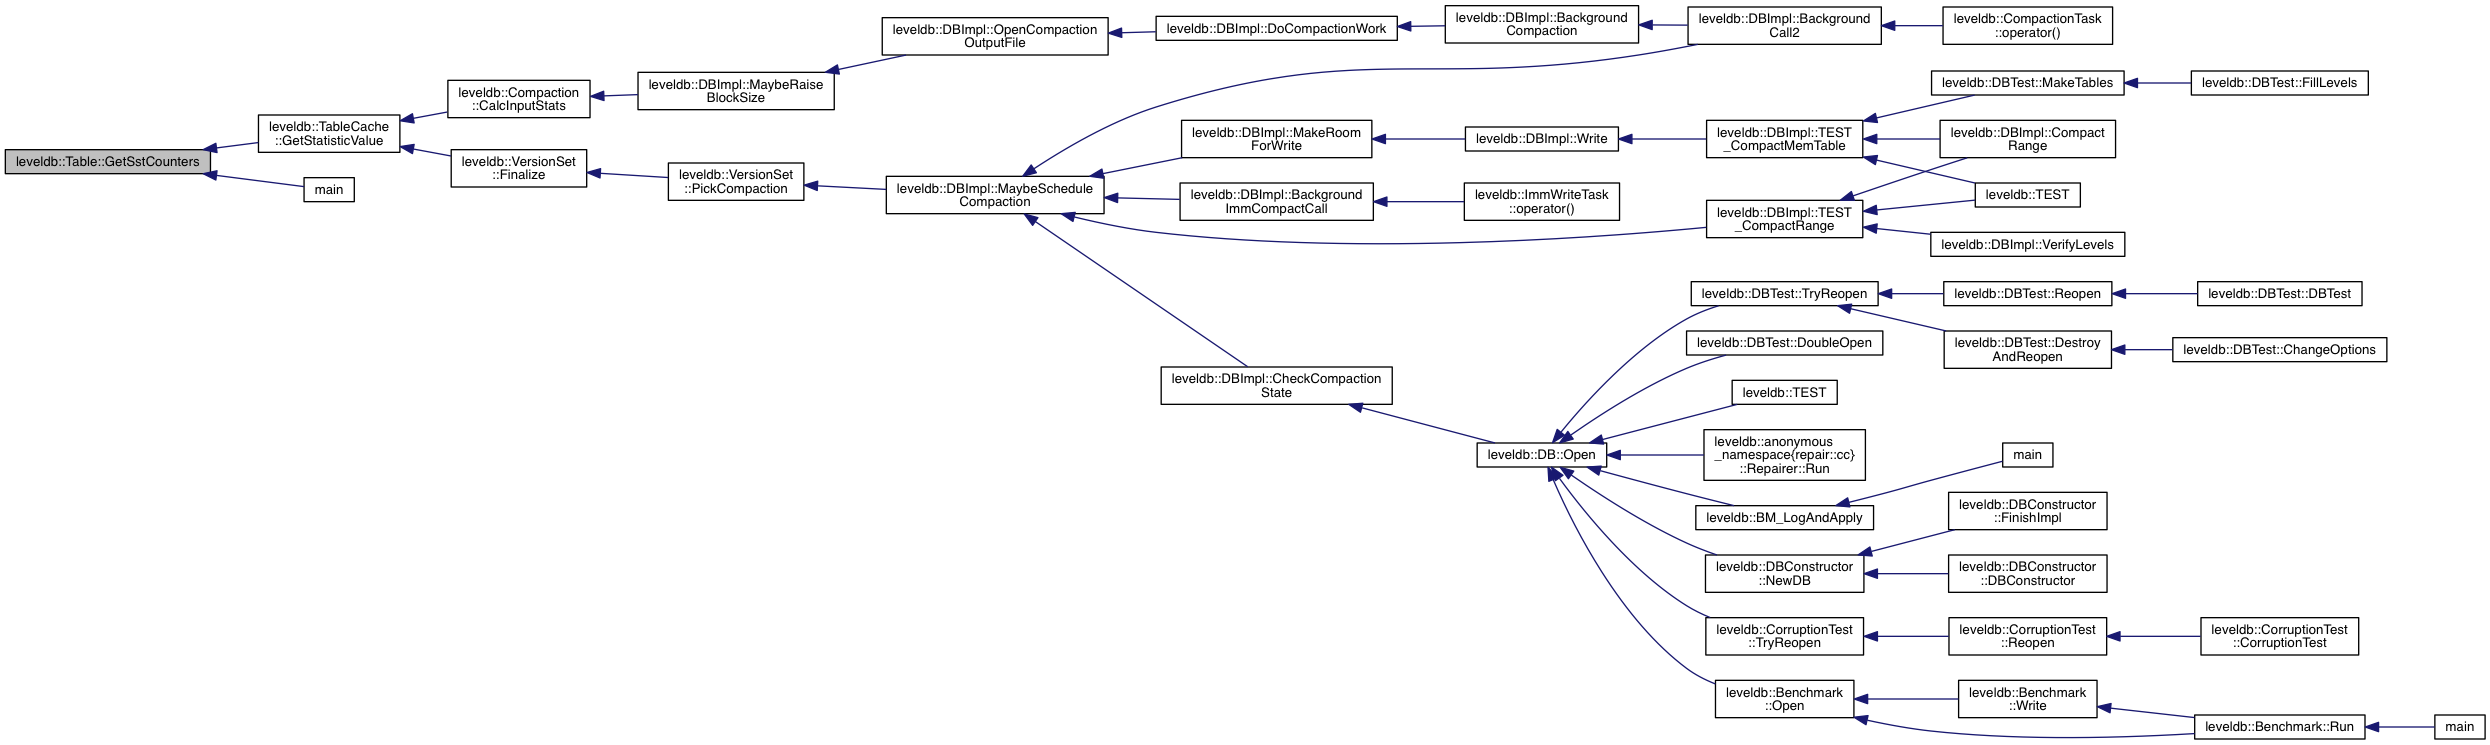 leveldb::Table::GetSstCounters
leveldb::TableCache
::GetStatisticValue
main
leveldb::Compaction
::CalcInputStats
leveldb::VersionSet
::Finalize
leveldb::DBImpl::MaybeRaise
BlockSize
leveldb::VersionSet
::PickCompaction
leveldb::DBImpl::OpenCompaction
OutputFile
leveldb::DBImpl::MaybeSchedule
Compaction
leveldb::DBImpl::DoCompactionWork
leveldb::DBImpl::Background
Compaction
leveldb::DBImpl::Background
Call2
leveldb::CompactionTask
::operator()
leveldb::DBImpl::MakeRoom
ForWrite
leveldb::DBImpl::Write
leveldb::DBImpl::TEST
_CompactMemTable
leveldb::DBTest::MakeTables
leveldb::DBTest::FillLevels
leveldb::DBImpl::Compact
Range
leveldb::TEST
leveldb::DBImpl::Background
ImmCompactCall
leveldb::ImmWriteTask
::operator()
leveldb::DBImpl::TEST
_CompactRange
leveldb::DBImpl::VerifyLevels
leveldb::DBImpl::CheckCompaction
State
leveldb::DB::Open
leveldb::DBTest::TryReopen
leveldb::DBTest::Reopen
leveldb::DBTest::DBTest
leveldb::DBTest::Destroy
AndReopen
leveldb::DBTest::ChangeOptions
leveldb::DBTest::DoubleOpen
leveldb::TEST
leveldb::anonymous
_namespace{repair::cc}
::Repairer::Run
leveldb::BM_LogAndApply
main
leveldb::DBConstructor
::NewDB
leveldb::DBConstructor
::FinishImpl
leveldb::DBConstructor
::DBConstructor
leveldb::CorruptionTest
::TryReopen
leveldb::CorruptionTest
::Reopen
leveldb::CorruptionTest
::CorruptionTest
leveldb::Benchmark
::Open
leveldb::Benchmark
::Write
leveldb::Benchmark::Run
main